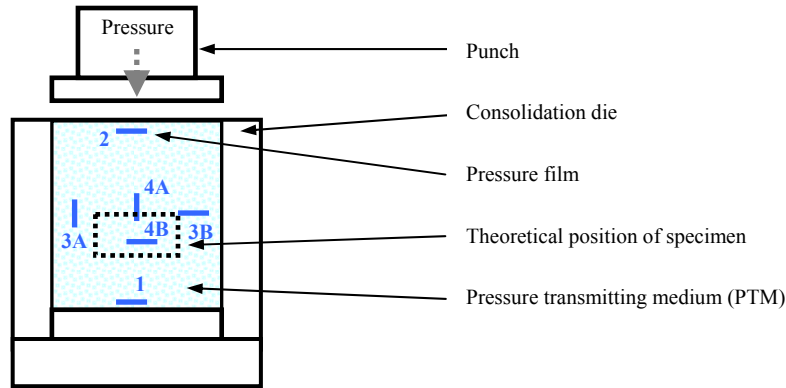 Pressure
Punch
Consolidation die
2
Pressure film
4A
4B
3A
3B
Theoretical position of specimen
1
Pressure transmitting medium (PTM)